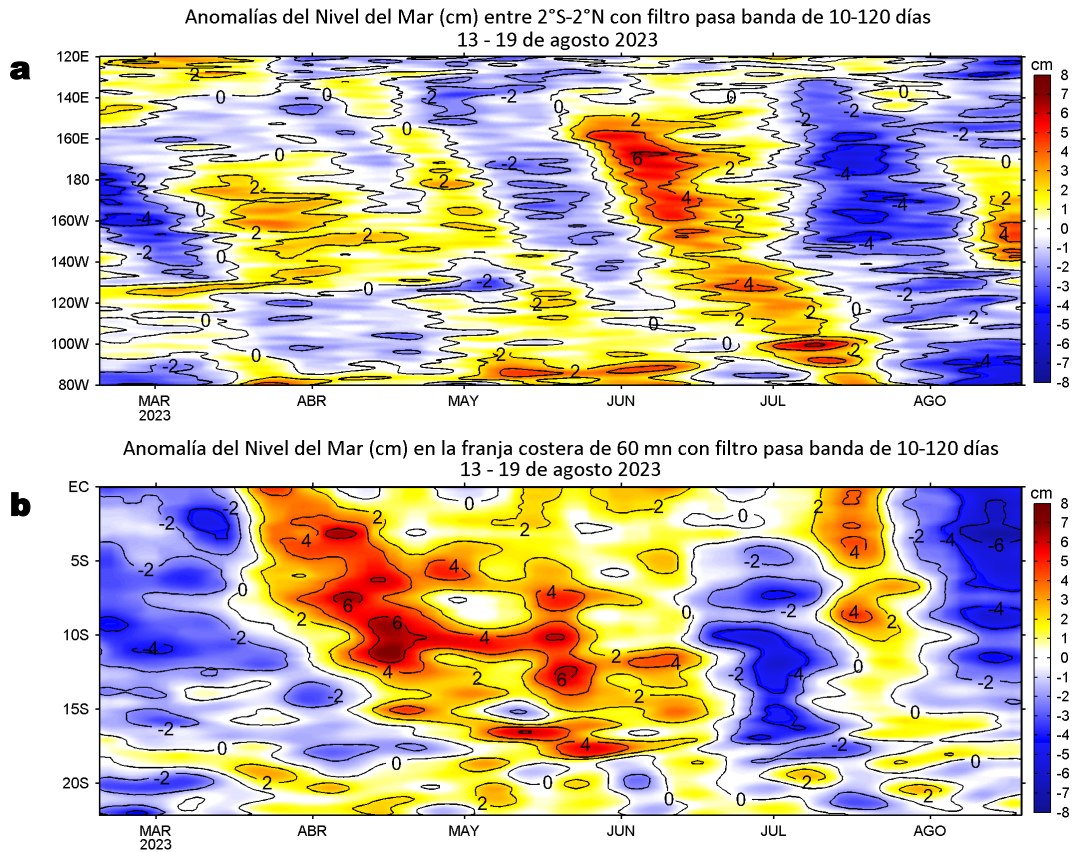 Anomalías del Nivel del Mar (cm) entre 2°S-2°N con filtro pasa banda de 10-120 días
13 - 19 de agosto 2023
a
120E
140E
160E
180
160W
140W
120W
100W
80W
MAR ABR MAY JUN JUL AGO
2023
cm
8
7
6
5
4
3
2
1
0
-1
-2
-3
-4
-5
-6
-7
-8
Anomalía del Nivel del Mar (cm) en la franja costera de 60 mn con filtro pasa banda de 10-120 días
13 - 19 de agosto 2023
b
EC
5S
10S
15S
20S
MAR ABR MAY JUN JUL AGO
2023
cm
8
7
6
5
4
3
2
1
0
-1
-2
-3
-4
-5
-6
-7
-8